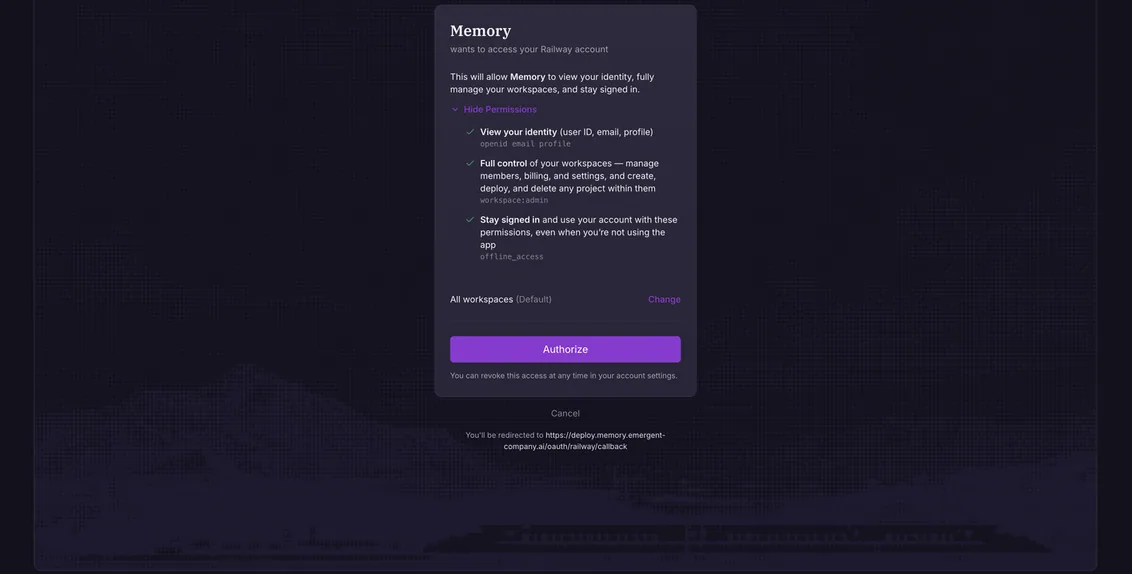 Memory
wants to access your Railway account
This will allow Memory to view your identity, fully
manage your workspaces, and stay signed in.
Hide Permissions
View your identity (user ID, email, profile)
openid email profile
Full control of your workspaces — manage
members, billing, and settings, and create,
deploy, and delete any project within them
workspace:admin
Stay signed in and use your account with these
permissions, even when you're not using the
app
offline_access
All workspaces (Default) Change
Authorize
You can revoke this access at any time in your account settings.
Cancel
You'll be redirected to https://deploy.memory.emergent-
company.ai/oauth/railway/callback